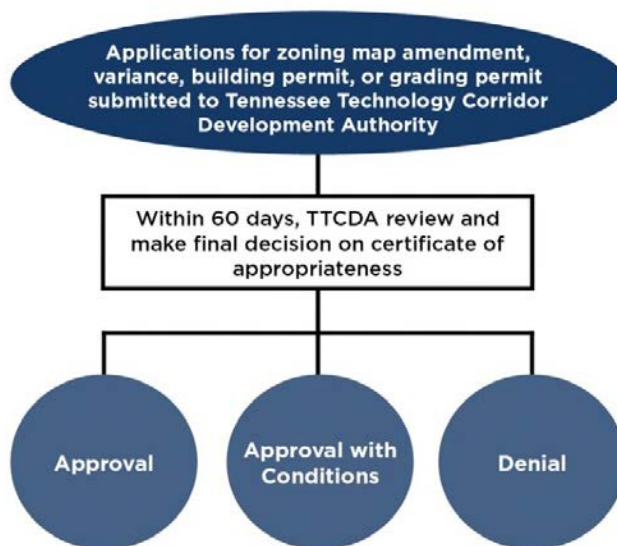 Applications for zoning map amendment,
variance, building permit, or grading permit
submitted to Tennessee Technology Corridor
Development Authority
Within 60 days, TTCDA review and
make final decision on certificate of
appropriateness
Approval
Approval with
Conditions
Denial